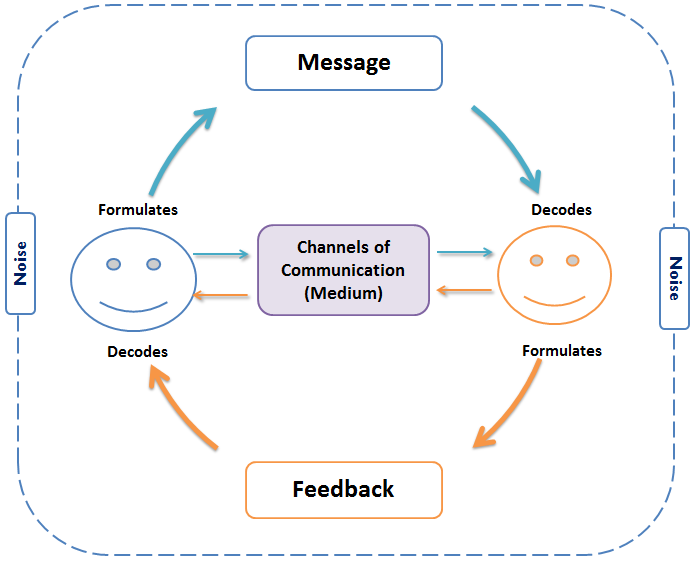 Message
Formulates
Decodes
Noise
Channels of
Communication
(Medium)
Noise
Decodes
Formulates
Feedback